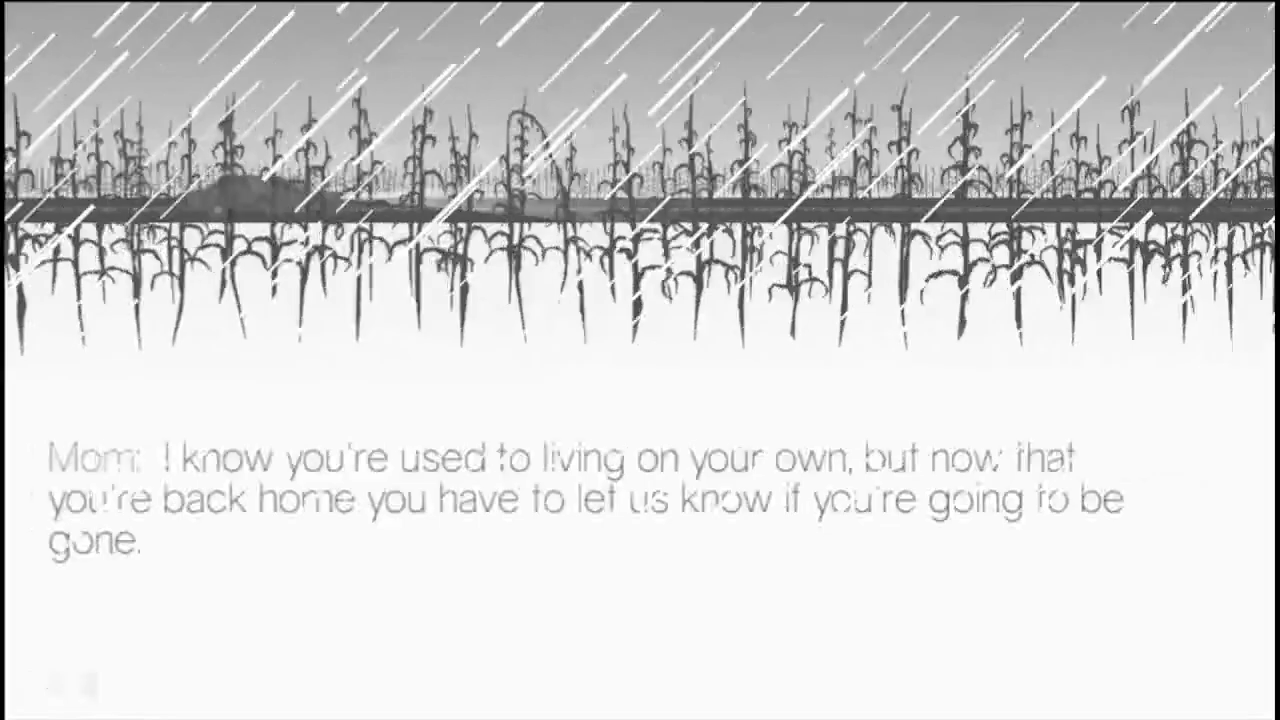 Mom: I know you're used to living on your own, but now that
you're back home you have to let us know if you're going to be
gone.